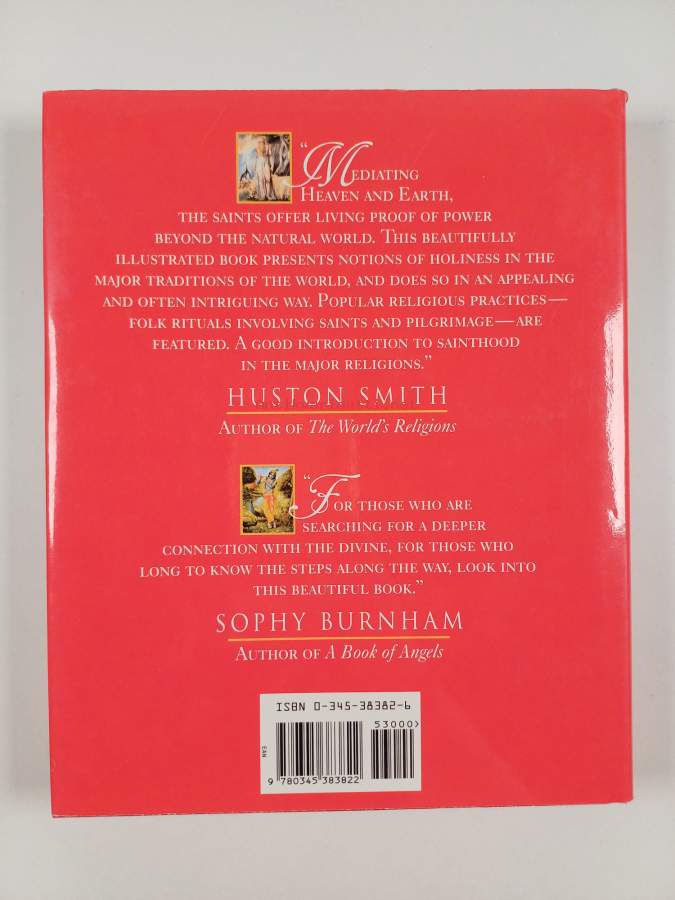 “MEDIATING
HEAVEN AND EARTH,
THE SAINTS OFFER LIVING PROOF OF POWER
BEYOND THE NATURAL WORLD. THIS BEAUTIFULLY
ILLUSTRATED BOOK PRESENTS NOTIONS OF HOLINESS IN THE
MAJOR TRADITIONS OF THE WORLD, AND DOES SO IN AN APPEALING
AND OFTEN INTRIGUING WAY. POPULAR RELIGIOUS PRACTICES—
FOLK RITUALS INVOLVING SAINTS AND PILGRIMAGE—ARE
FEATURED. A GOOD INTRODUCTION TO SAINTHOOD
IN THE MAJOR RELIGIONS.”
HUSTON SMITH
AUTHOR OF The World's Religions
“FOR THOSE WHO ARE
SEARCHING FOR A DEEPER
CONNECTION WITH THE DIVINE, FOR THOSE WHO
LONG TO KNOW THE STEPS ALONG THE WAY, LOOK INTO
THIS BEAUTIFUL BOOK.”
SOPHY BURNHAM
AUTHOR OF A Book of Angels
ISBN 0-345-38382-6
53000>
EAN
9 780345 383822